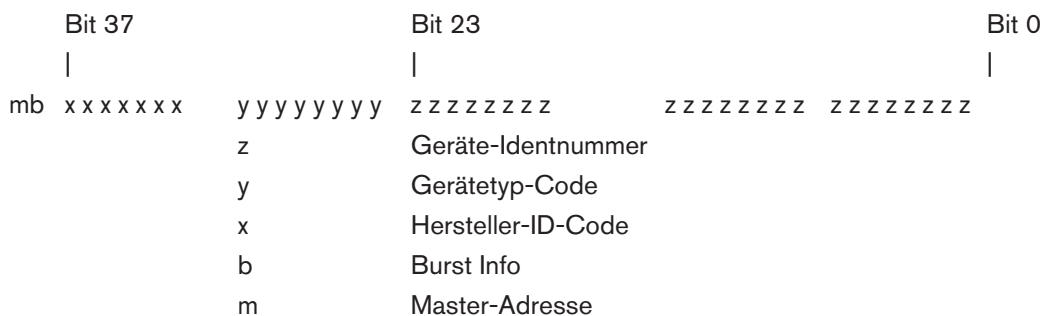 Bit 37 Bit 23 Bit 0
| | |
mb x x x x x x x y y y y y y y y z z z z z z z z z z z z z z z z z z z z z z z z
z Geräte-Identnummer
y Gerätetyp-Code
x Hersteller-ID-Code
b Burst Info
m Master-Adresse